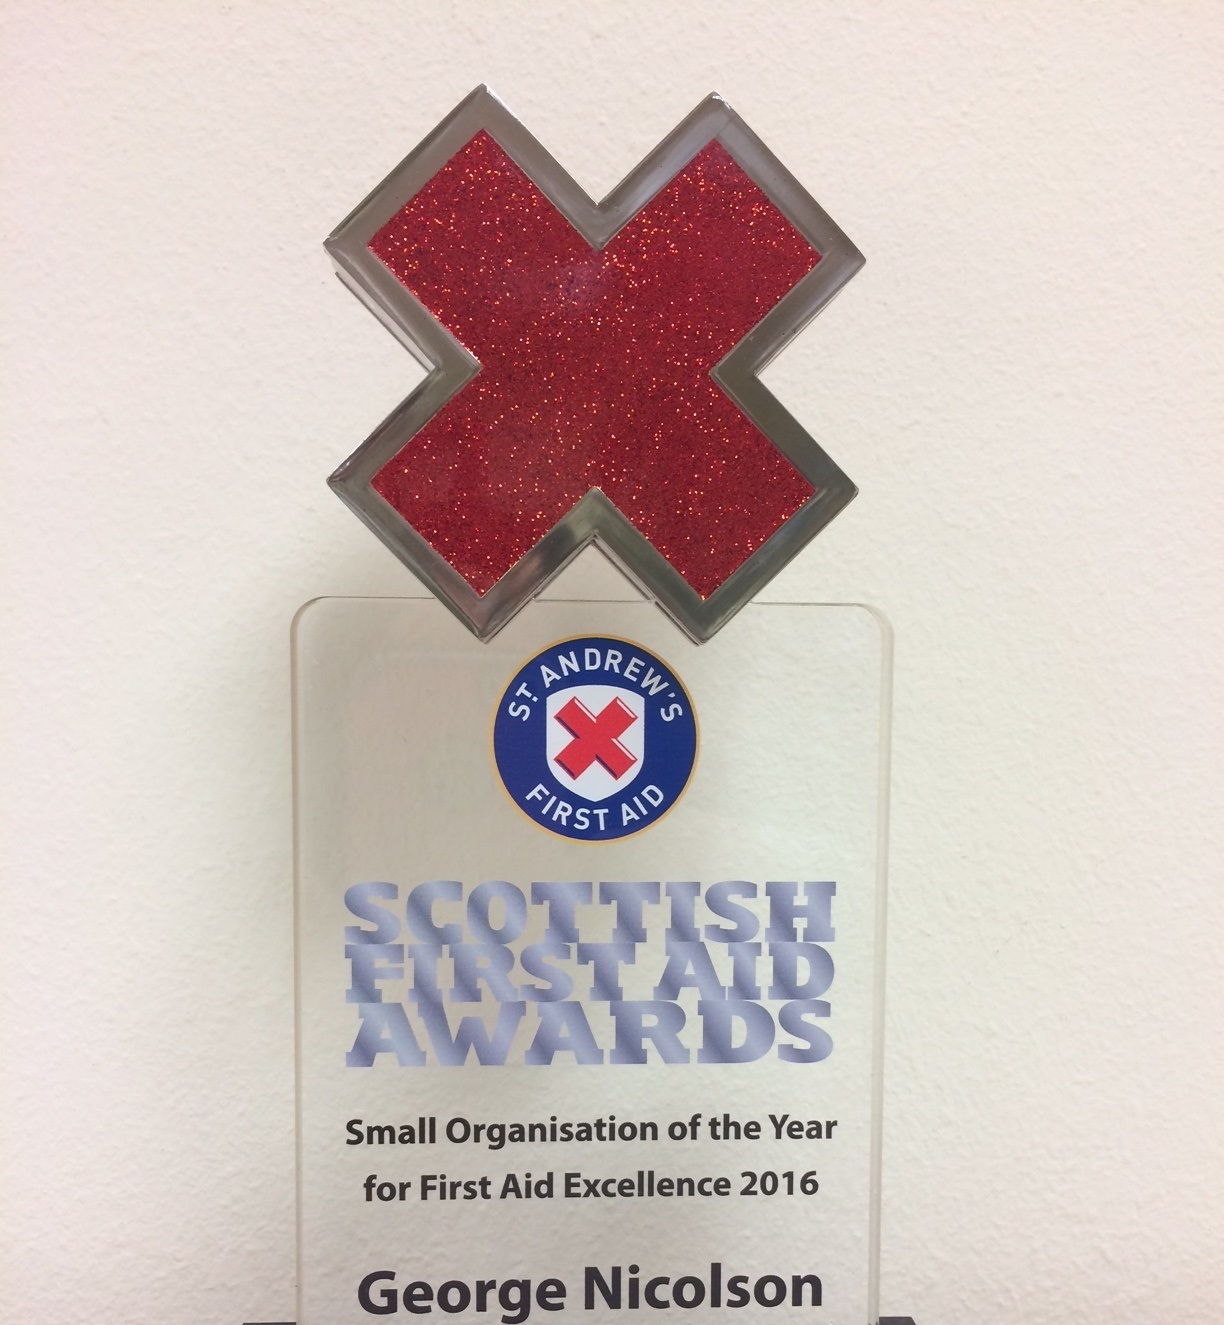 ST. ANDREW'S
FIRST AID
SCOTTISH
FIRST AID
AWARDS
Small Organisation of the Year
for First Aid Excellence 2016
George Nicolson